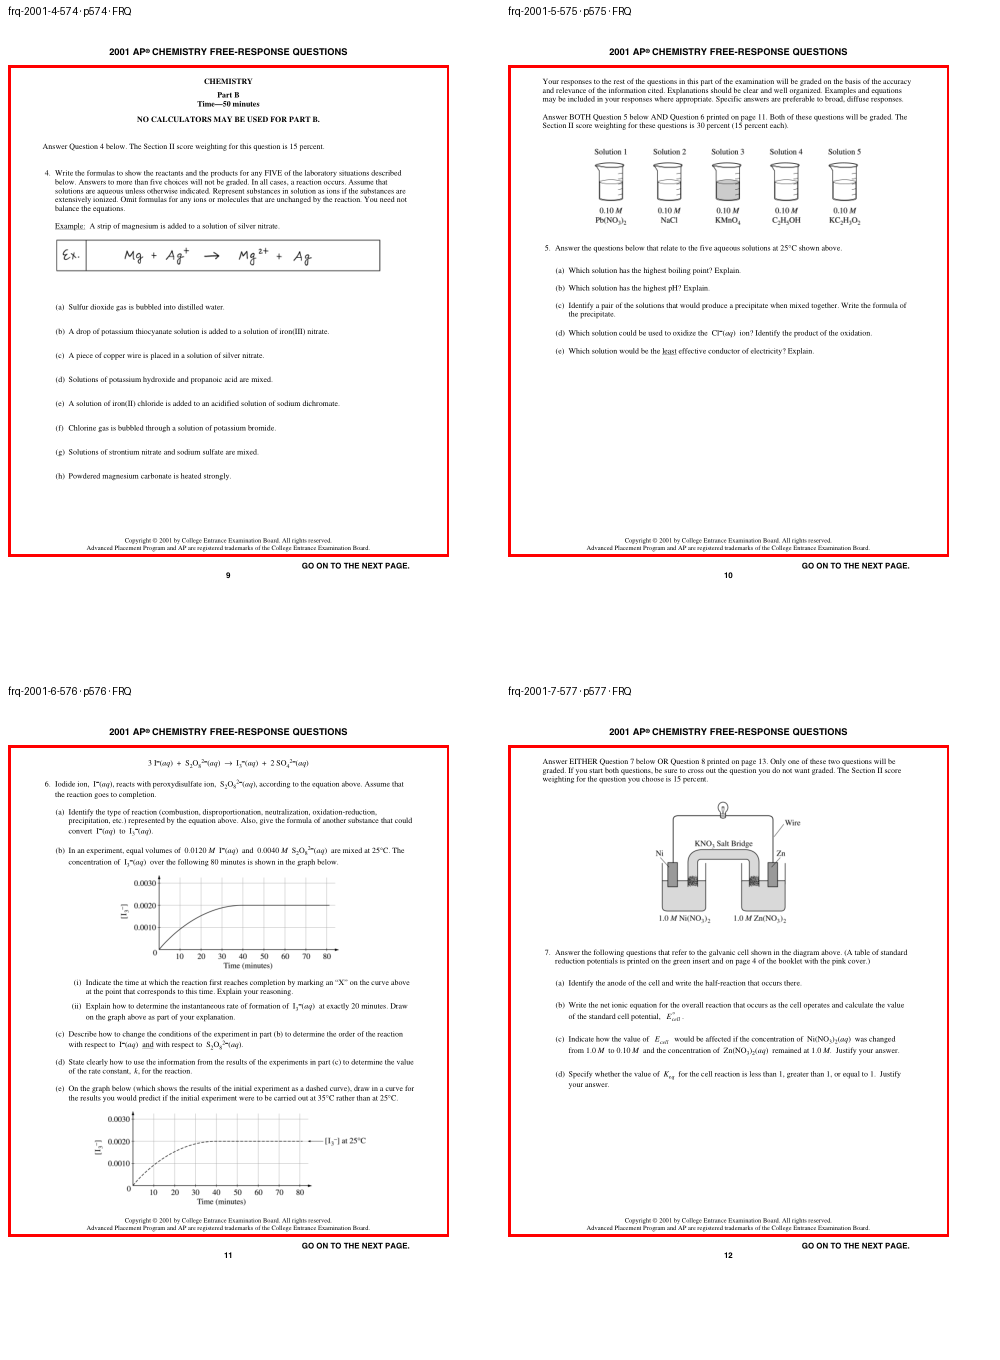 frq-2001-4-574 · p574 · FRQ
2001 AP® CHEMISTRY FREE-RESPONSE QUESTIONS
CHEMISTRY
Part B
Time—50 minutes
NO CALCULATORS MAY BE USED FOR PART B.
Answer Question 4 below. The Section II score weighting for this question is 15 percent.
4. Write the formulas to show the reactants and the products for any FIVE of the laboratory situations described
below. Answers to more than five choices will not be graded. In all cases, a reaction occurs. Assume that
solutions are aqueous unless otherwise indicated. Represent substances in solution as ions if the substances are
extensively ionized. Omit formulas for any ions or molecules that are unchanged by the reaction. You need not
balance the equations.
Example: A strip of magnesium is added to a solution of silver nitrate.
Ex. Mg + Ag⁺ → Mg²⁺ + Ag
(a) Sulfur dioxide gas is bubbled into distilled water.
(b) A drop of potassium thiocyanate solution is added to a solution of iron(III) nitrate.
(c) A piece of copper wire is placed in a solution of silver nitrate.
(d) Solutions of potassium hydroxide and propanoic acid are mixed.
(e) A solution of iron(II) chloride is added to an acidified solution of sodium dichromate.
(f) Chlorine gas is bubbled through a solution of potassium bromide.
(g) Solutions of strontium nitrate and sodium sulfate are mixed.
(h) Powdered magnesium carbonate is heated strongly.
Copyright © 2001 by College Entrance Examination Board. All rights reserved.
Advanced Placement Program and AP are registered trademarks of the College Entrance Examination Board.
GO ON TO THE NEXT PAGE.
9
frq-2001-5-575 · p575 · FRQ
2001 AP® CHEMISTRY FREE-RESPONSE QUESTIONS
Your responses to the rest of the questions in this part of the examination will be graded on the basis of the accuracy
and relevance of the information cited. Explanations should be clear and well organized. Examples and equations
may be included in your responses where appropriate. Specific answers are preferable to broad, diffuse responses.
Answer BOTH Question 5 below AND Question 6 printed on page 11. Both of these questions will be graded. The
Section II score weighting for these questions is 30 percent (15 percent each).
Solution 1 Solution 2 Solution 3 Solution 4 Solution 5
0.10 M 0.10 M 0.10 M 0.10 M 0.10 M
Pb(NO₃)₂ NaCl KMnO₄ C₂H₅OH KC₂H₃O₂
5. Answer the questions below that relate to the five aqueous solutions at 25°C shown above.
(a) Which solution has the highest boiling point? Explain.
(b) Which solution has the highest pH? Explain.
(c) Identify a pair of the solutions that would produce a precipitate when mixed together. Write the formula of
the precipitate.
(d) Which solution could be used to oxidize the Cl⁻(aq) ion? Identify the product of the oxidation.
(e) Which solution would be the least effective conductor of electricity? Explain.
Copyright © 2001 by College Entrance Examination Board. All rights reserved.
Advanced Placement Program and AP are registered trademarks of the College Entrance Examination Board.
GO ON TO THE NEXT PAGE.
10
frq-2001-6-576 · p576 · FRQ
2001 AP® CHEMISTRY FREE-RESPONSE QUESTIONS
3 I⁻(aq) + S₂O₈²⁻(aq) → I₃⁻(aq) + 2 SO₄²⁻(aq)
6. Iodide ion, I⁻(aq), reacts with peroxydisulfate ion, S₂O₈²⁻(aq), according to the equation above. Assume that
the reaction goes to completion.
(a) Identify the type of reaction (combustion, disproportionation, neutralization, oxidation-reduction,
precipitation, etc.) represented by the equation above. Also, give the formula of another substance that could
convert I⁻(aq) to I₃⁻(aq).
(b) In an experiment, equal volumes of 0.0120 M I⁻(aq) and 0.0040 M S₂O₈²⁻(aq) are mixed at 25°C. The
concentration of I₃⁻(aq) over the following 80 minutes is shown in the graph below.
0.0030
0.0020
0.0010
0
[I₃⁻]
10 20 30 40 50 60 70 80
Time (minutes)
(i) Indicate the time at which the reaction first reaches completion by marking an “X” on the curve above
at the point that corresponds to this time. Explain your reasoning.
(ii) Explain how to determine the instantaneous rate of formation of I₃⁻(aq) at exactly 20 minutes. Draw
on the graph above as part of your explanation.
(c) Describe how to change the conditions of the experiment in part (b) to determine the order of the reaction
with respect to I⁻(aq) and with respect to S₂O₈²⁻(aq).
(d) State clearly how to use the information from the results of the experiments in part (c) to determine the value
of the rate constant, k, for the reaction.
(e) On the graph below (which shows the results of the initial experiment as a dashed curve), draw in a curve for
the results you would predict if the initial experiment were to be carried out at 35°C rather than at 25°C.
0.0030
0.0020
0.0010
0
[I₃⁻]
[I₃⁻] at 25°C
10 20 30 40 50 60 70 80
Time (minutes)
Copyright © 2001 by College Entrance Examination Board. All rights reserved.
Advanced Placement Program and AP are registered trademarks of the College Entrance Examination Board.
GO ON TO THE NEXT PAGE.
11
frq-2001-7-577 · p577 · FRQ
2001 AP® CHEMISTRY FREE-RESPONSE QUESTIONS
Answer EITHER Question 7 below OR Question 8 printed on page 13. Only one of these two questions will be
graded. If you start both questions, be sure to cross out the question you do not want graded. The Section II score
weighting for the question you choose is 15 percent.
Wire
KNO₃ Salt Bridge
Ni Zn
1.0 M Ni(NO₃)₂ 1.0 M Zn(NO₃)₂
7. Answer the following questions that refer to the galvanic cell shown in the diagram above. (A table of standard
reduction potentials is printed on the green insert and on page 4 of the booklet with the pink cover.)
(a) Identify the anode of the cell and write the half-reaction that occurs there.
(b) Write the net ionic equation for the overall reaction that occurs as the cell operates and calculate the value
of the standard cell potential, E°cell.
(c) Indicate how the value of Ecell would be affected if the concentration of Ni(NO₃)₂(aq) was changed
from 1.0 M to 0.10 M and the concentration of Zn(NO₃)₂(aq) remained at 1.0 M. Justify your answer.
(d) Specify whether the value of Keq for the cell reaction is less than 1, greater than 1, or equal to 1. Justify
your answer.
Copyright © 2001 by College Entrance Examination Board. All rights reserved.
Advanced Placement Program and AP are registered trademarks of the College Entrance Examination Board.
GO ON TO THE NEXT PAGE.
12